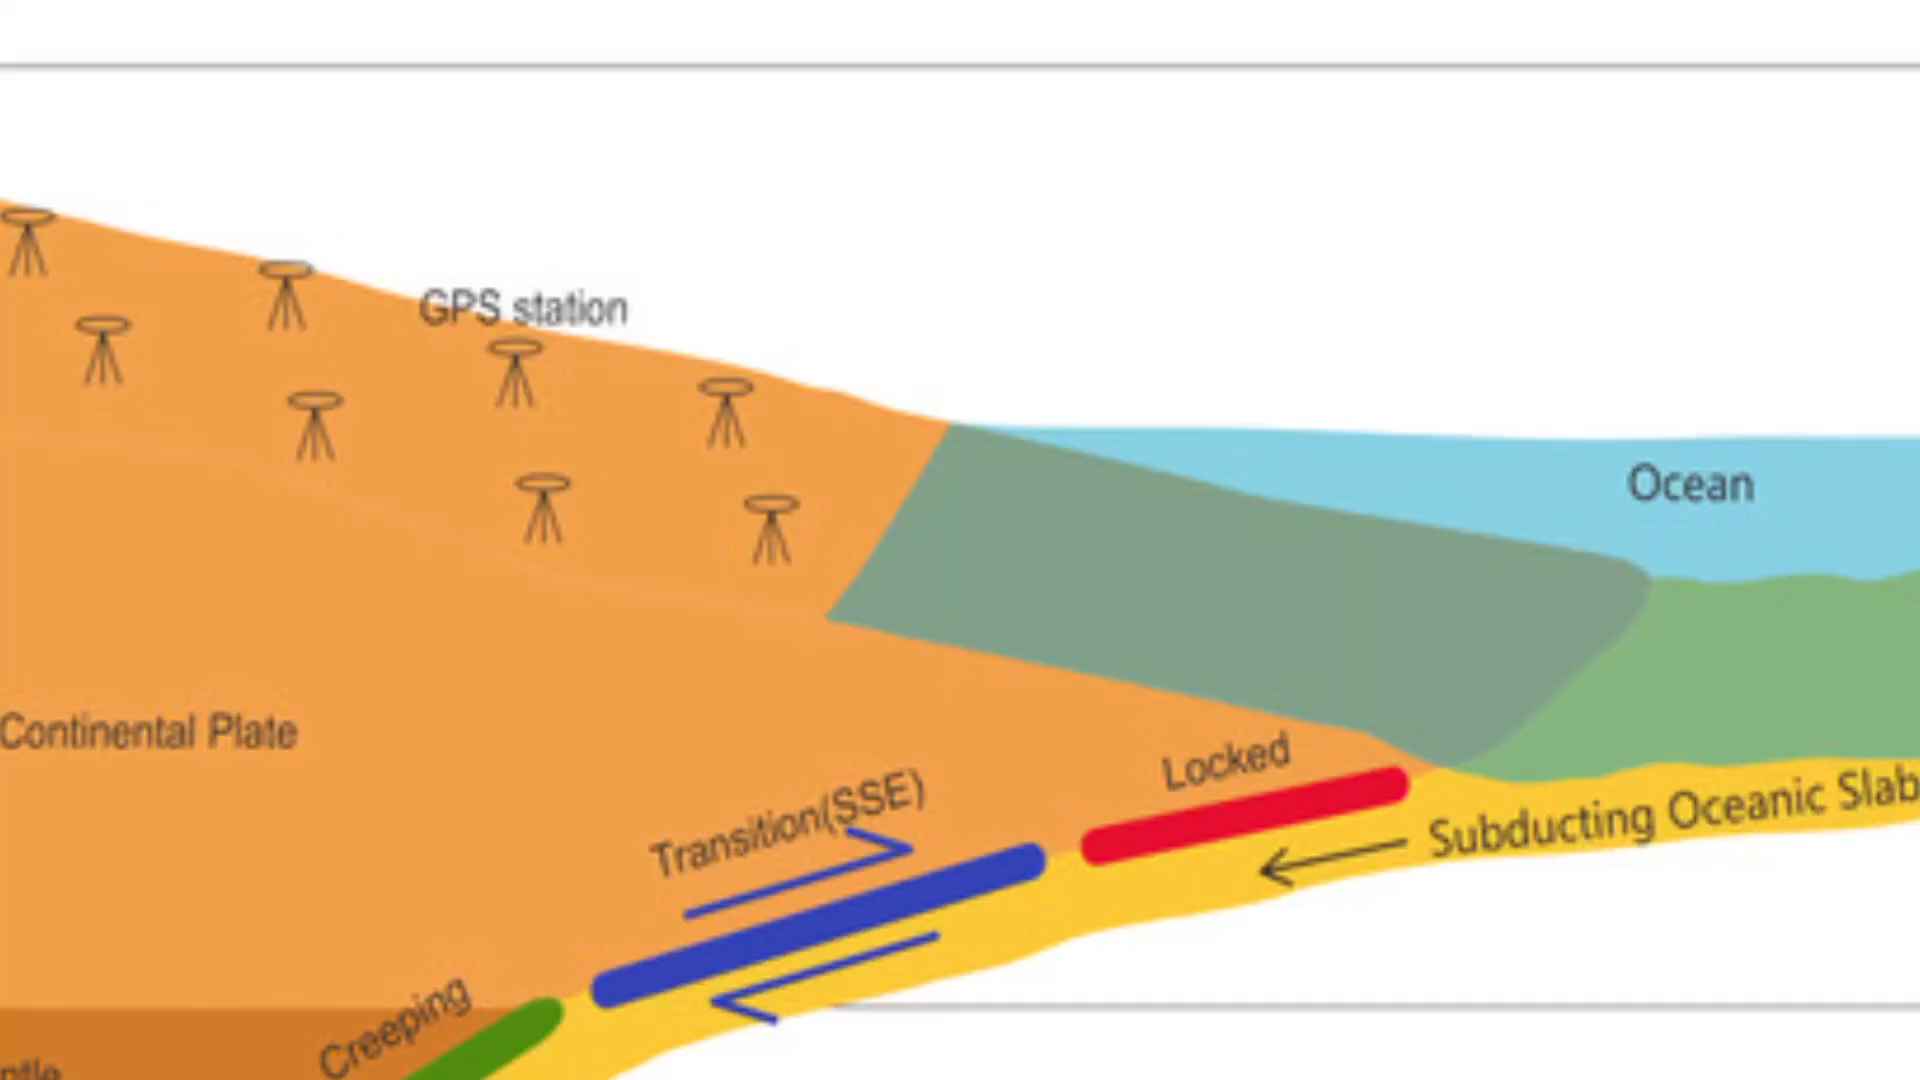 GPS station
Ocean
Continental Plate
Locked
Transition(SSE)
Subducting Oceanic Slab
Creeping